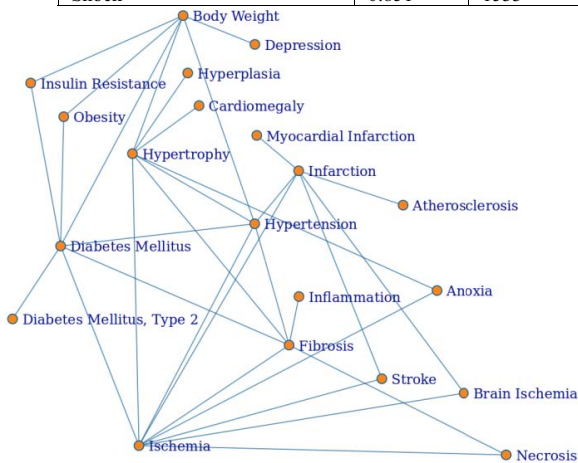 Body Weight
Depression
Hyperplasia
Insulin Resistance
Cardiomegaly
Obesity
Myocardial Infarction
Hypertrophy
Infarction
Atherosclerosis
Hypertension
Diabetes Mellitus
Anoxia
Inflammation
Diabetes Mellitus, Type 2
Fibrosis
Stroke
Brain Ischemia
Ischemia
Necrosis